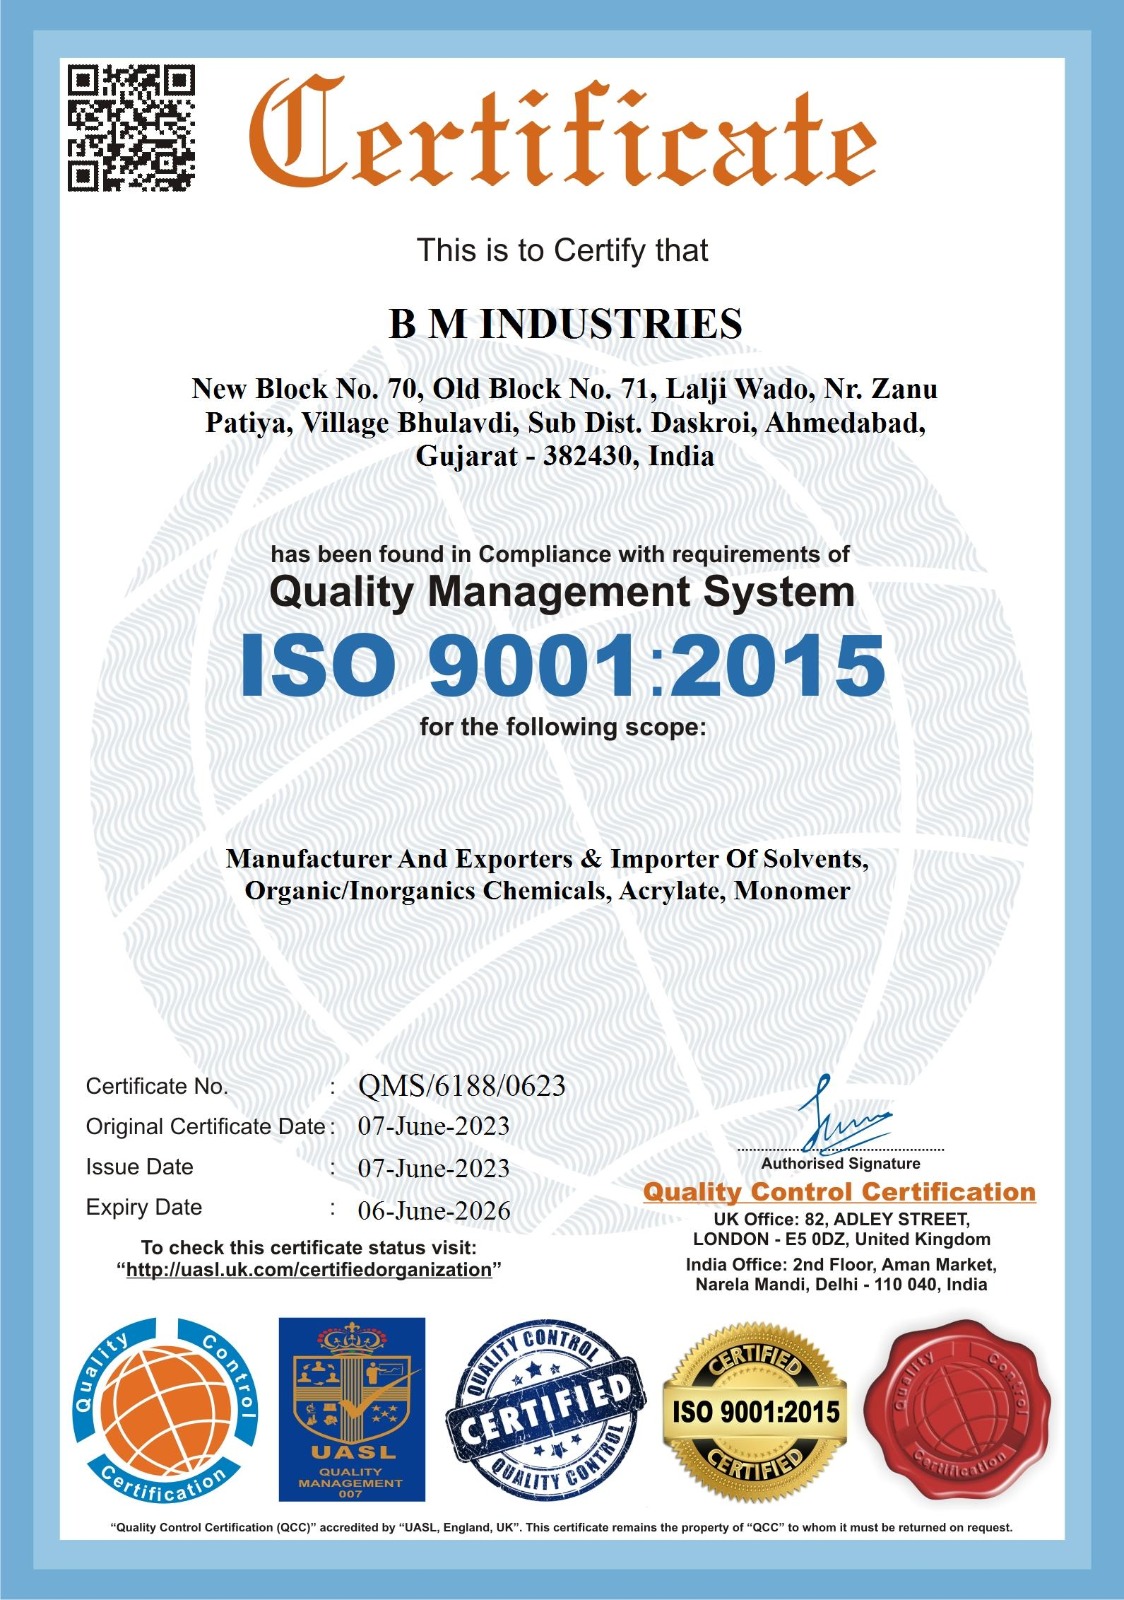 Certificate
This is to Certify that
B M INDUSTRIES
New Block No. 70, Old Block No. 71, Lalji Wado, Nr. Zanu
Patiya, Village Bhulavdi, Sub Dist. Daskroi, Ahmedabad,
Gujarat - 382430, India
has been found in Compliance with requirements of
Quality Management System
ISO 9001:2015
for the following scope:
Manufacturer And Exporters & Importer Of Solvents,
Organic/Inorganics Chemicals, Acrylate, Monomer
Certificate No. : QMS/6188/0623
Original Certificate Date : 07-June-2023
Issue Date : 07-June-2023
Expiry Date : 06-June-2026
To check this certificate status visit:
“http://uasl.uk.com/certifiedorganization”
Authorised Signature
Quality Control Certification
UK Office: 82, ADLEY STREET,
LONDON - E5 0DZ, United Kingdom
India Office: 2nd Floor, Aman Market,
Narela Mandi, Delhi - 110 040, India
Quality Control Certification
UASL
QUALITY
MANAGEMENT
007
QUALITY CONTROL
CERTIFIED
QUALITY CONTROL
CERTIFIED
ISO 9001:2015
CERTIFIED
Quality Control Certification
“Quality Control Certification (QCC)” accredited by “UASL, England, UK”. This certificate remains the property of “QCC” to whom it must be returned on request.